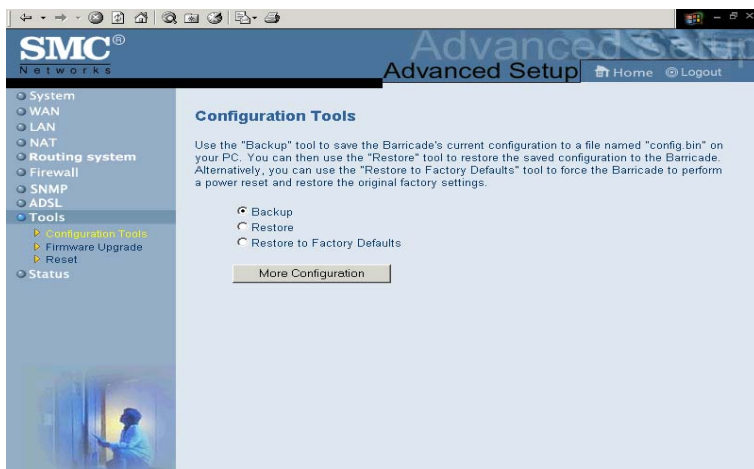 SMC®
Networks
Advanced Setup
Advanced Setup
Home
Logout
System
WAN
LAN
NAT
Routing system
Firewall
SNMP
ADSL
Tools
Configuration Tools
Firmware Upgrade
Reset
Status
Configuration Tools
Use the "Backup" tool to save the Barricade's current configuration to a file named "config.bin" on
your PC. You can then use the "Restore" tool to restore the saved configuration to the Barricade.
Alternatively, you can use the "Restore to Factory Defaults" tool to force the Barricade to perform
a power reset and restore the original factory settings.
Backup
Restore
Restore to Factory Defaults
More Configuration